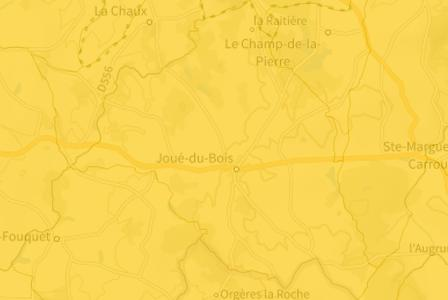 La Chaux
la Raitière
Le Champ-de-la-
Pierre
D556
Joué-du-Bois
Ste-Margue
Carrou
-Fouquet
l'Augru
Orgères la Roche